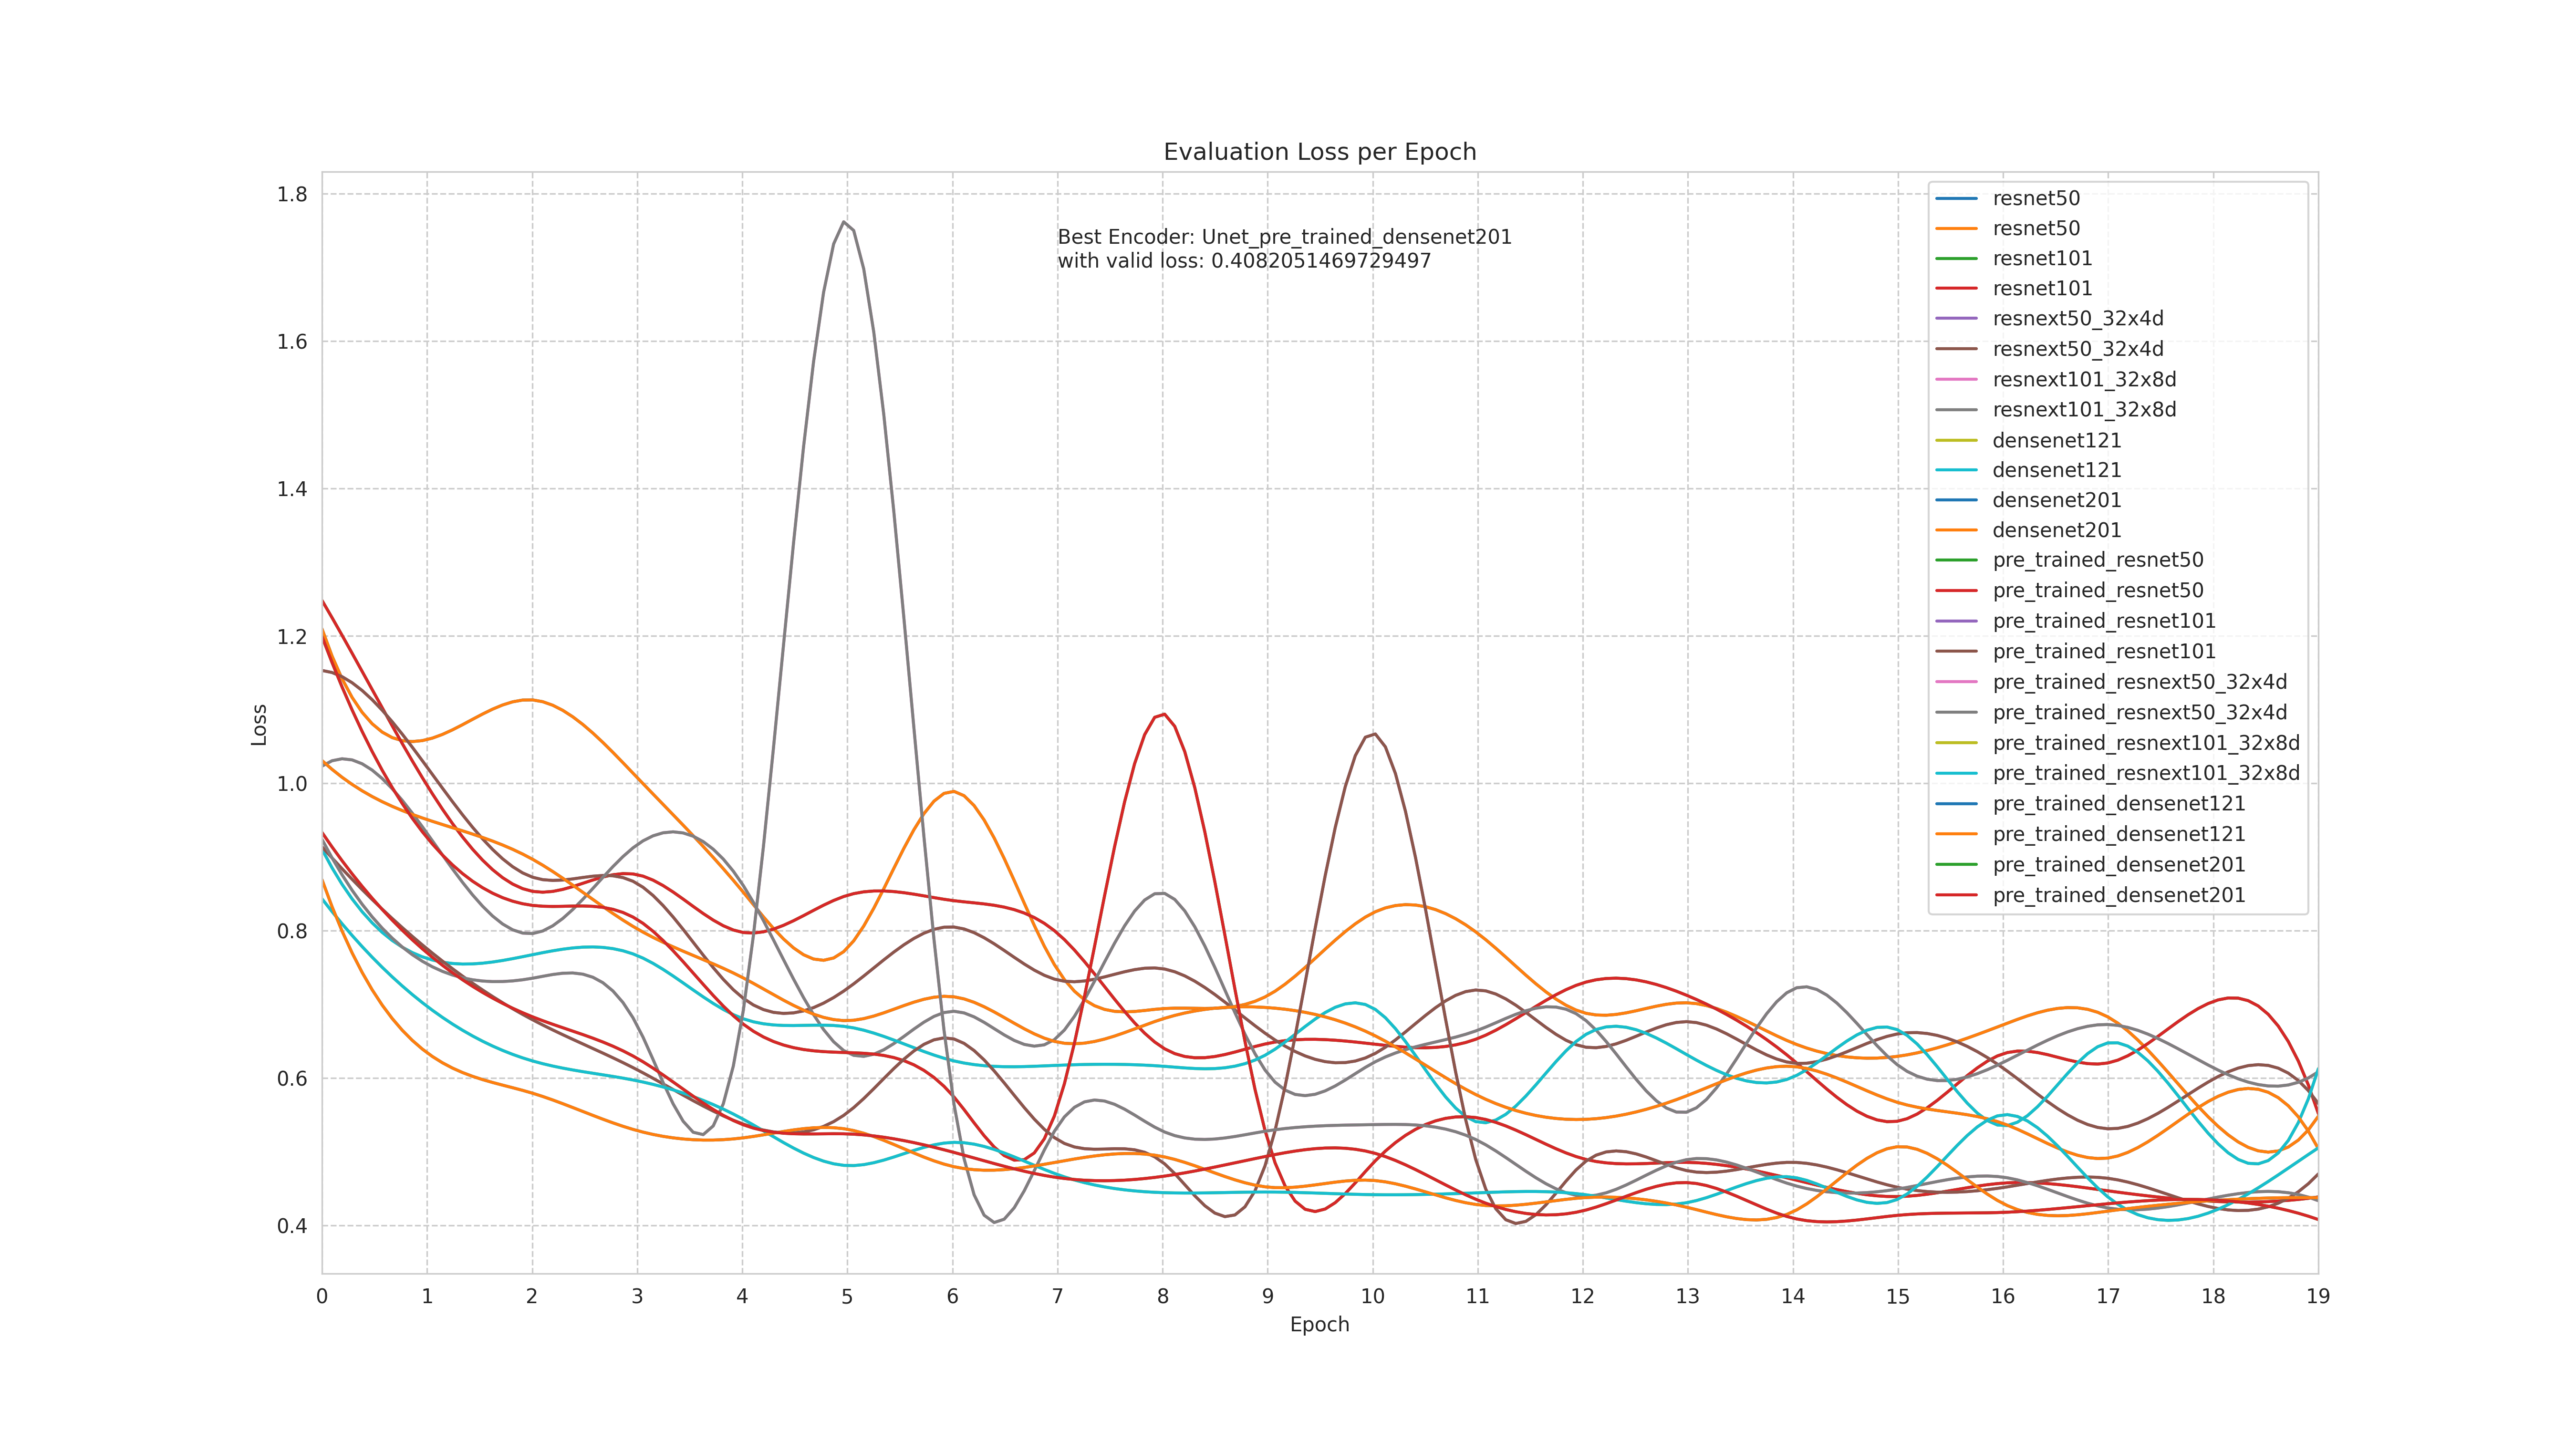 Evaluation Loss per Epoch
Best Encoder: Unet_pre_trained_densenet201
with valid loss: 0.4082051469729497
resnet50
resnet50
resnet101
resnet101
resnext50_32x4d
resnext50_32x4d
resnext101_32x8d
resnext101_32x8d
densenet121
densenet121
densenet201
densenet201
pre_trained_resnet50
pre_trained_resnet50
pre_trained_resnet101
pre_trained_resnet101
pre_trained_resnext50_32x4d
pre_trained_resnext50_32x4d
pre_trained_resnext101_32x8d
pre_trained_resnext101_32x8d
pre_trained_densenet121
pre_trained_densenet121
pre_trained_densenet201
pre_trained_densenet201
Loss
1.8
1.6
1.4
1.2
1.0
0.8
0.6
0.4
0 1 2 3 4 5 6 7 8 9 10 11 12 13 14 15 16 17 18 19
Epoch